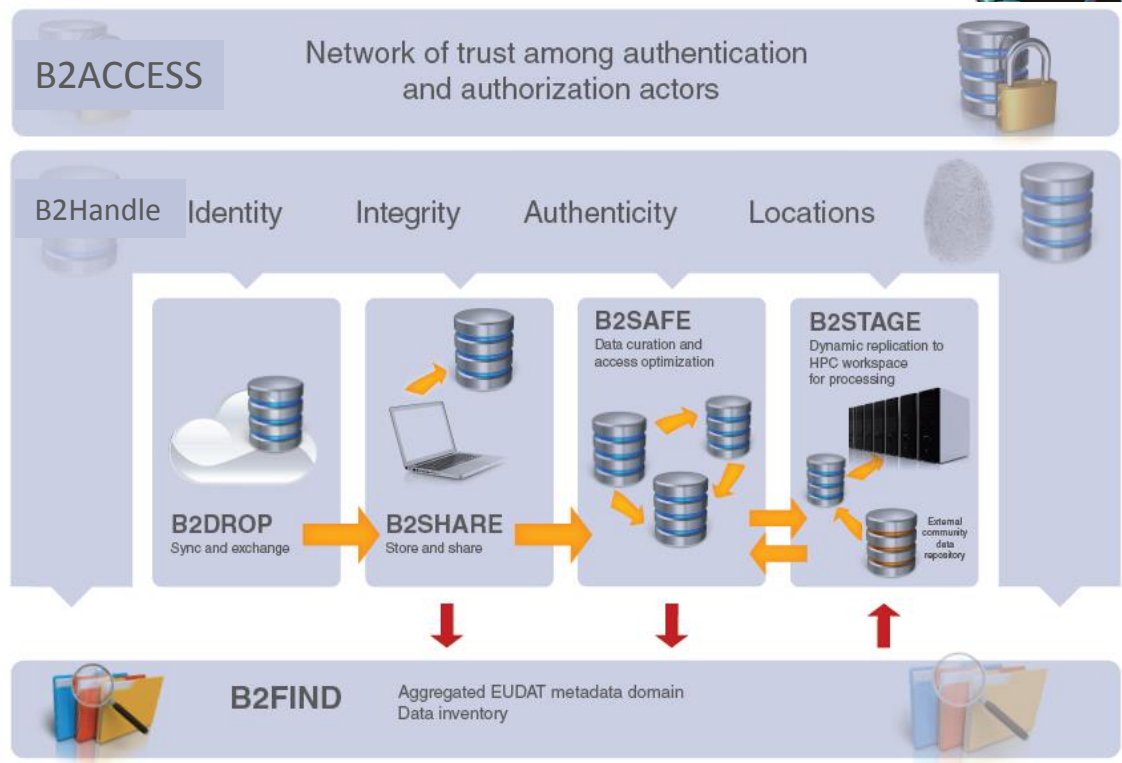 B2ACCESS
Network of trust among authentication
and authorization actors
B2Handle
Identity
Integrity
Authenticity
Locations
B2DROP
Sync and exchange
B2SHARE
Store and share
B2SAFE
Data curation and
access optimization
B2STAGE
Dynamic replication to
HPC workspace
for processing
External
community
data
repository
B2FIND
Aggregated EUDAT metadata domain
Data inventory